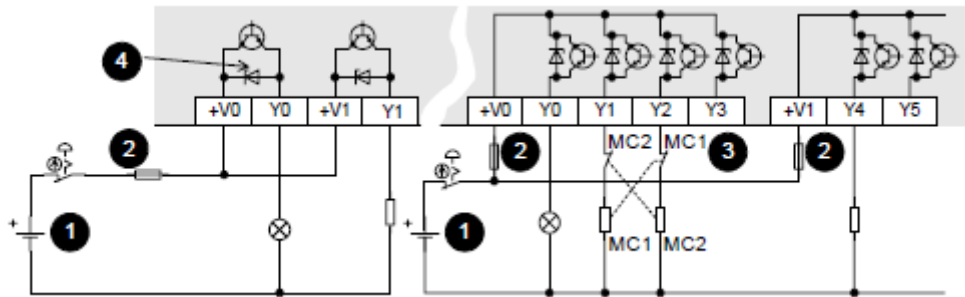 4
+V0 Y0 +V1 Y1 +V0 Y0 Y1 Y2 Y3 +V1 Y4 Y5
2 2 MC2 MC1 3 2
+ 1 + 1 MC1 MC2